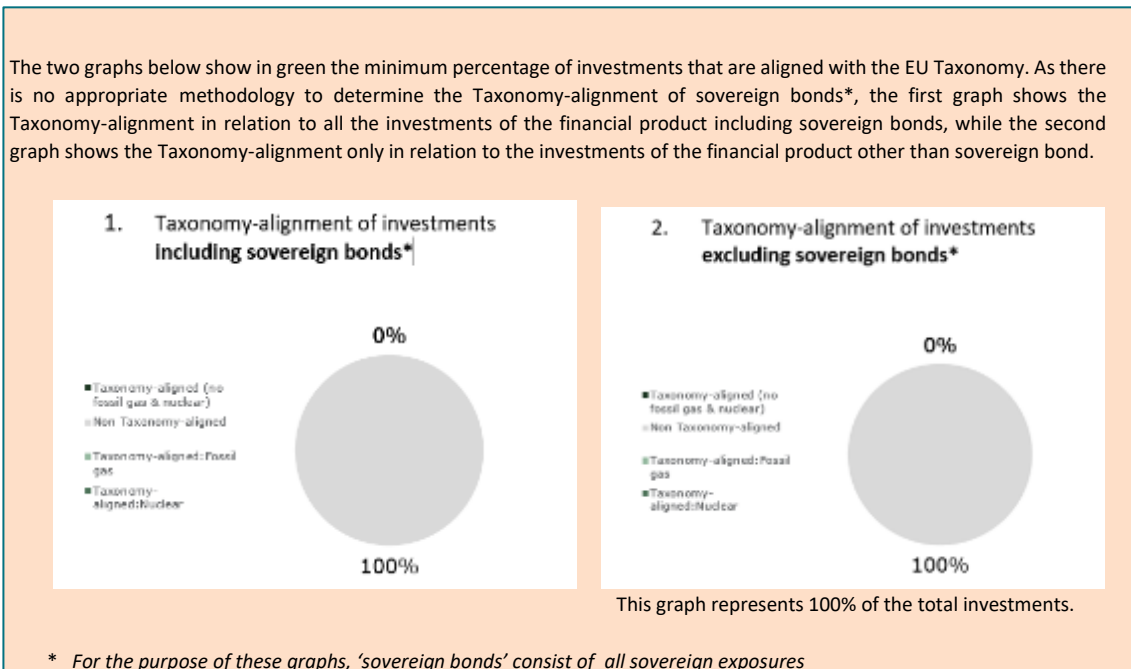 The two graphs below show in green the minimum percentage of investments that are aligned with the EU Taxonomy. As there
is no appropriate methodology to determine the Taxonomy-alignment of sovereign bonds*, the first graph shows the
Taxonomy-alignment in relation to all the investments of the financial product including sovereign bonds, while the second
graph shows the Taxonomy-alignment only in relation to the investments of the financial product other than sovereign bond.
1. Taxonomy-alignment of investments
including sovereign bonds*
0%
Taxonomy-aligned (no
fossil gas & nuclear)
Non Taxonomy-aligned
Taxonomy-aligned:Fossil
gas
Taxonomy-
aligned:Nuclear
100%
2. Taxonomy-alignment of investments
excluding sovereign bonds*
0%
Taxonomy-aligned (no
fossil gas & nuclear)
Non Taxonomy-aligned
Taxonomy-aligned:Fossil
gas
Taxonomy-
aligned:Nuclear
100%
This graph represents 100% of the total investments.
* For the purpose of these graphs, ‘sovereign bonds’ consist of all sovereign exposures